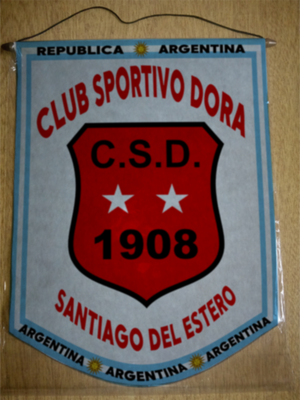 REPUBLICA ARGENTINA
CLUB SPORTIVO DORA
C.S.D.
1908
SANTIAGO DEL ESTERO
ARGENTINA ARGENTINA ARGENTINA